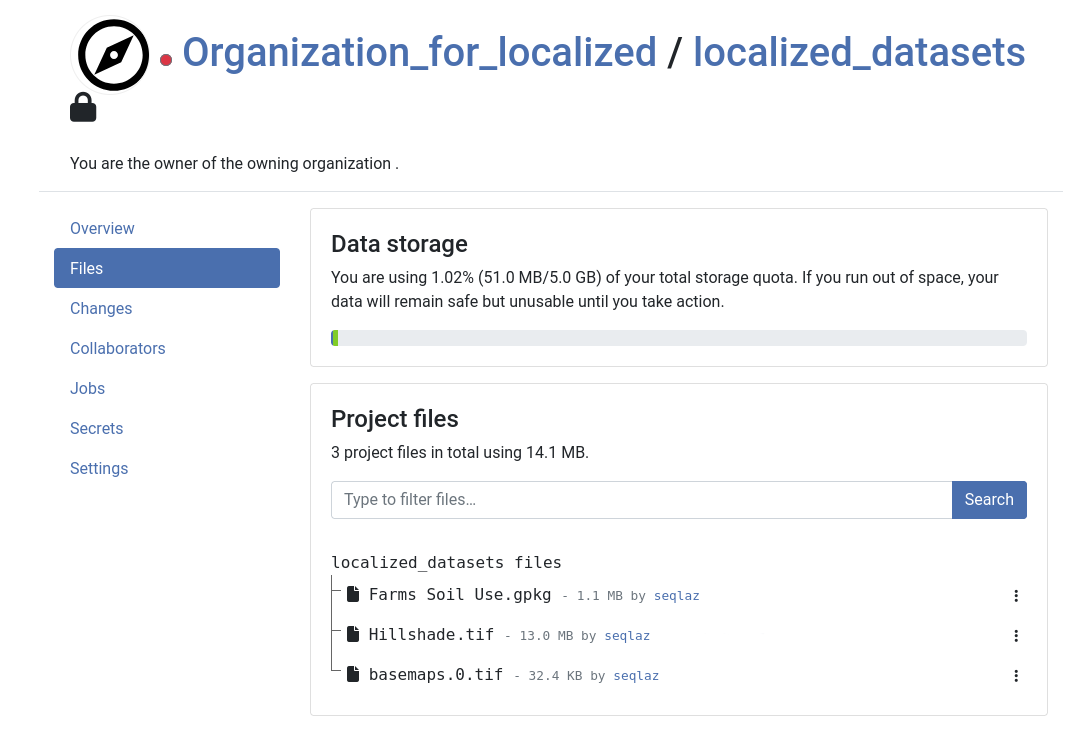 Organization_for_localized / localized_datasets
You are the owner of the owning organization .
Overview
Files
Changes
Collaborators
Jobs
Secrets
Settings
Data storage
You are using 1.02% (51.0 MB/5.0 GB) of your total storage quota. If you run out of space, your
data will remain safe but unusable until you take action.
Project files
3 project files in total using 14.1 MB.
Type to filter files…
Search
localized_datasets files
Farms Soil Use.gpkg - 1.1 MB by seqlaz
Hillshade.tif - 13.0 MB by seqlaz
basemaps.0.tif - 32.4 KB by seqlaz